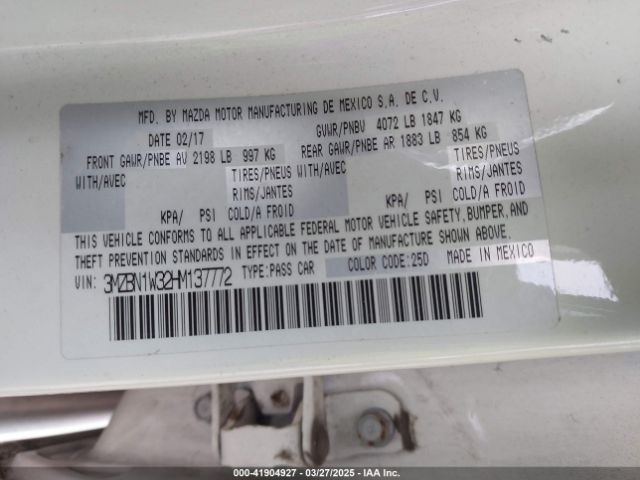 MFD. BY MAZDA MOTOR MANUFACTURING DE MEXICO S.A. DE C.V.
DATE 02/17 GVWR/PNBV 4072 LB 1847 KG
FRONT GAWR/PNBE AV 2198 LB 997 KG REAR GAWR/PNBE AR 1883 LB 854 KG
WITH/AVEC TIRES/PNEUS WITH/AVEC TIRES/PNEUS
RIMS/JANTES RIMS/JANTES
KPA/ PSI COLD/A FROID KPA/ PSI COLD/A FROID
THIS VEHICLE CONFORMS TO ALL APPLICABLE FEDERAL MOTOR VEHICLE SAFETY, BUMPER, AND
THEFT PREVENTION STANDARDS IN EFFECT ON THE DATE OF MANUFACTURE SHOWN ABOVE.
VIN: 3MZBN1W32HM137772 TYPE:PASS CAR COLOR CODE:25D MADE IN MEXICO
000-41904927 - 03/27/2025 - IAA Inc.